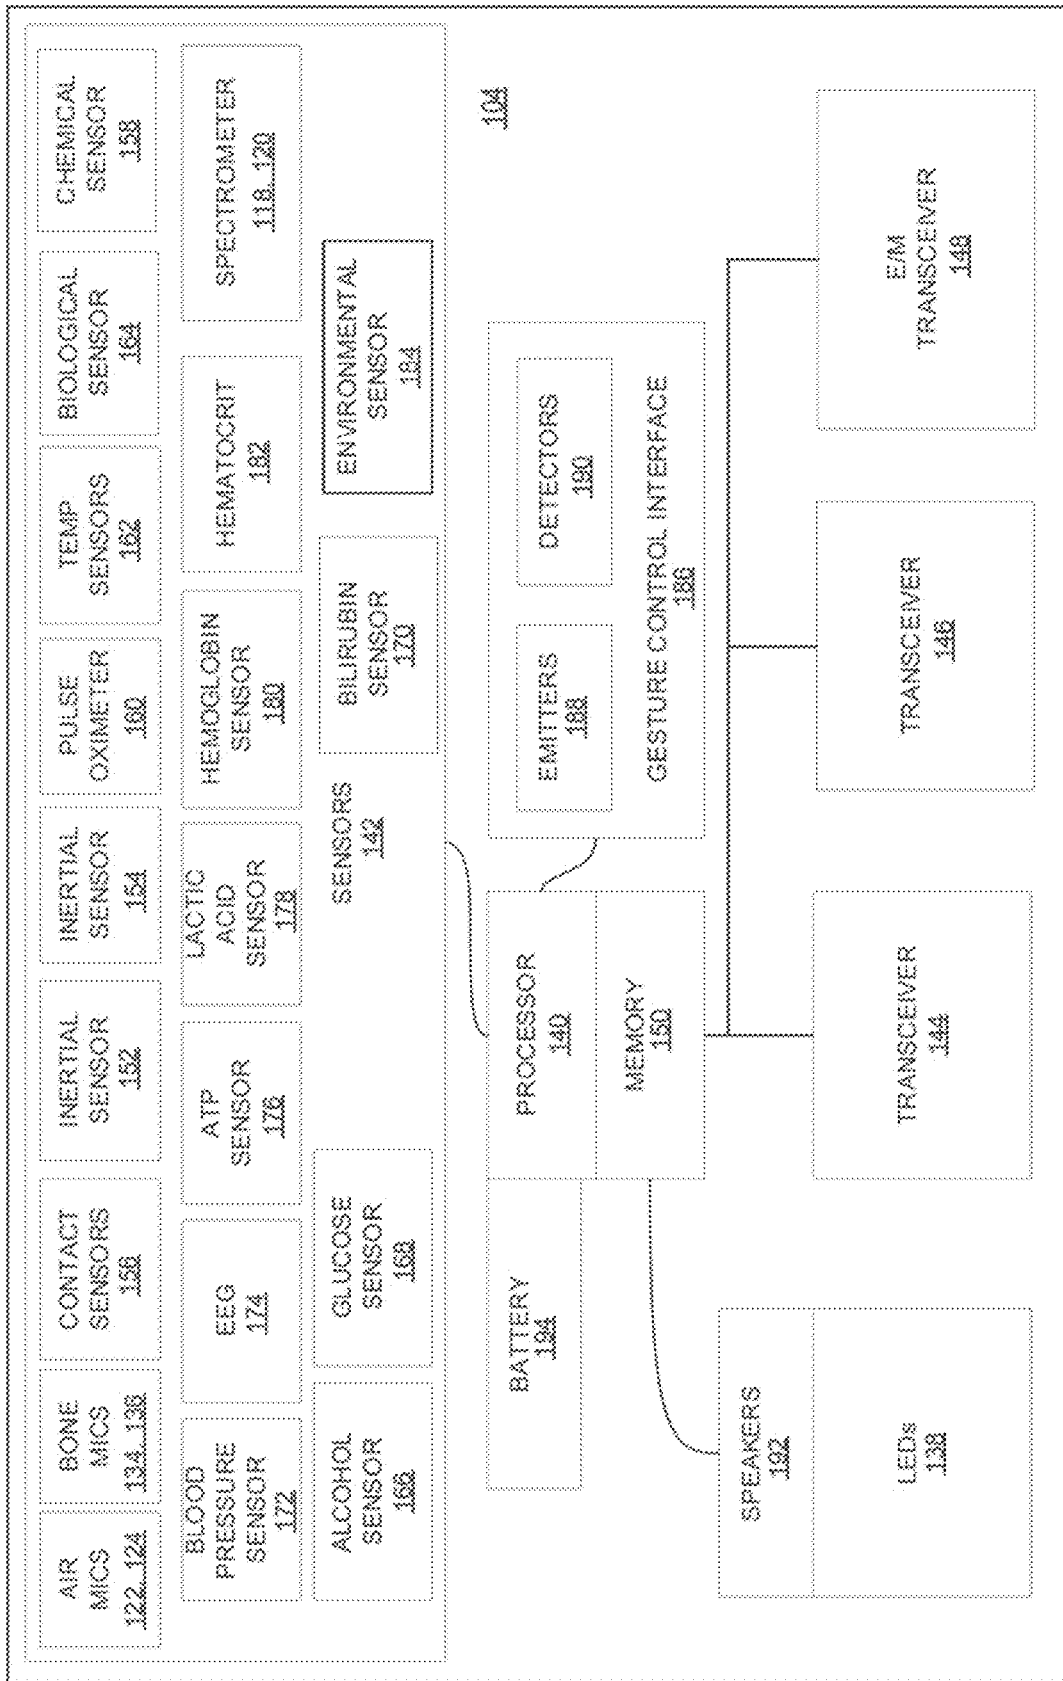 AIR
MICS
122, 124
BONE
MICS
134, 136
CONTACT
SENSORS
156
INERTIAL
SENSOR
152
INERTIAL
SENSOR
154
PULSE
OXIMETER
160
TEMP
SENSORS
162
BIOLOGICAL
SENSOR
164
CHEMICAL
SENSOR
158
BLOOD
PRESSURE
SENSOR
172
EEG
174
ATP
SENSOR
176
LACTIC
ACID
SENSOR
178
HEMOGLOBIN
SENSOR
180
HEMATOCRIT
182
SPECTROMETER
118, 120
ALCOHOL
SENSOR
166
GLUCOSE
SENSOR
168
SENSORS
142
BILIRUBIN
SENSOR
170
ENVIRONMENTAL
SENSOR
184
104
BATTERY
194
PROCESSOR
140
MEMORY
150
EMITTERS
188
DETECTORS
190
GESTURE CONTROL INTERFACE
186
SPEAKERS
192
LEDs
138
TRANSCEIVER
144
TRANSCEIVER
146
E/M
TRANSCEIVER
148